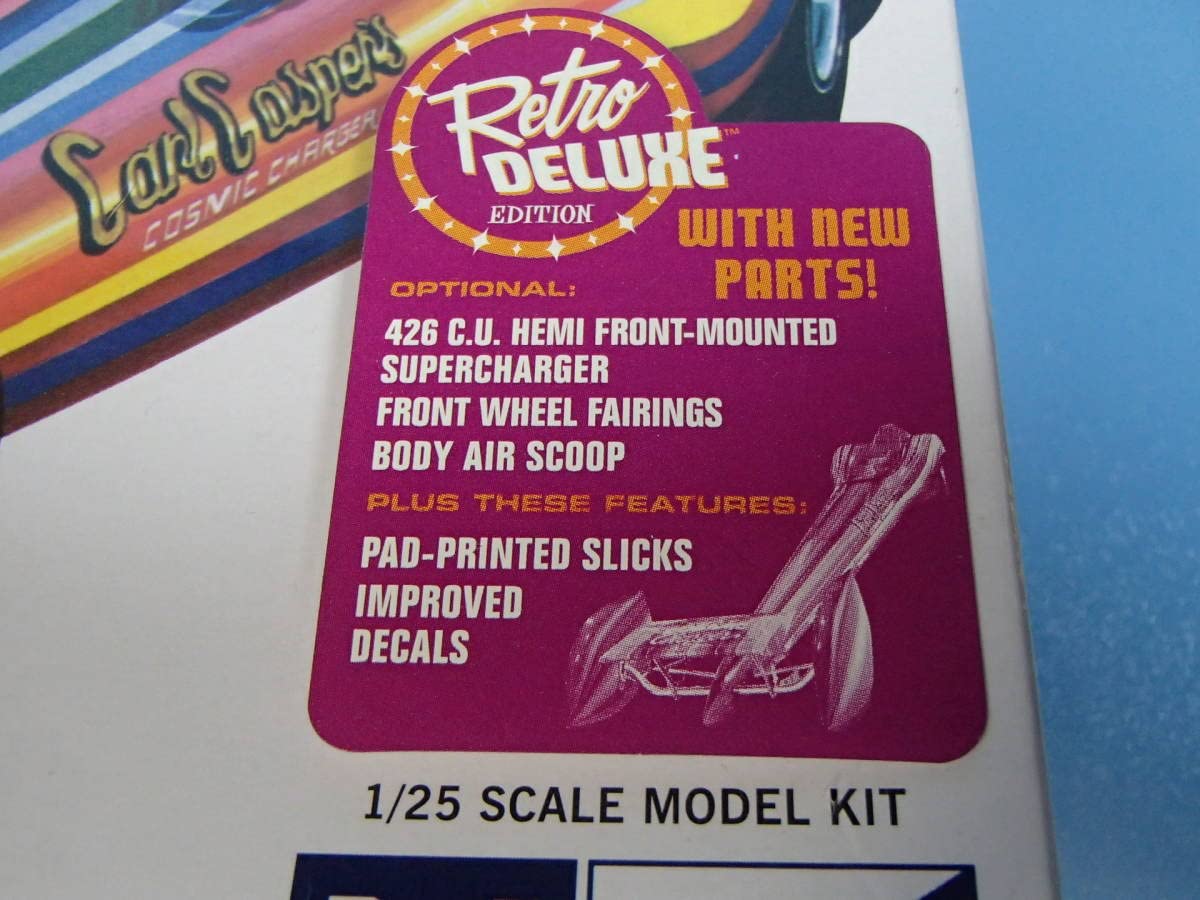 Carl Casper's
COSMIC CHARGER
Retro
DELUXE™
EDITION
WITH NEW
PARTS!
OPTIONAL:
426 C.U. HEMI FRONT-MOUNTED
SUPERCHARGER
FRONT WHEEL FAIRINGS
BODY AIR SCOOP
PLUS THESE FEATURES:
PAD-PRINTED SLICKS
IMPROVED
DECALS
1/25 SCALE MODEL KIT